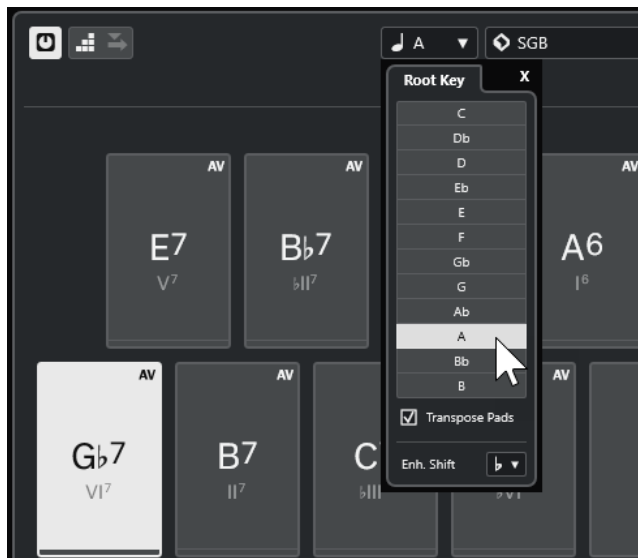 A
SGB
Root Key X
C
Db
D
Eb
E
F
Gb
G
Ab
A
Bb
B
Transpose Pads
Enh. Shift ♭
AV
E7
V7
AV
B♭7
♭II7
AV
A6
I6
AV
G♭7
VI7
AV
B7
II7
C
♭III
AV
♭VI